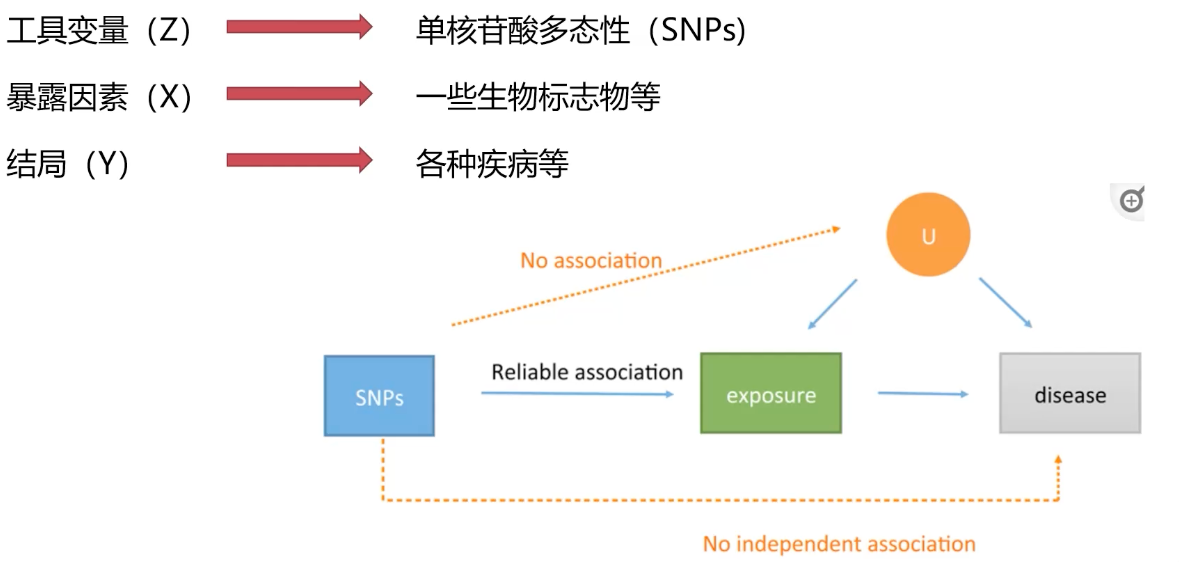 工具变量（Z） 单核苷酸多态性（SNPs)
暴露因素（X） 一些生物标志物等
结局（Y） 各种疾病等
U
No association
Reliable association
SNPs
exposure
disease
No independent association